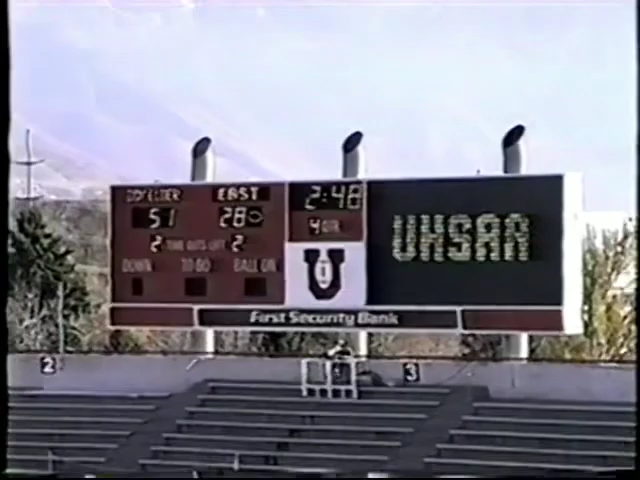 EAST
2:48
51 28
4 QTR
2 TIME OUTS LEFT 2
DOWN TO GO BALL ON
U
UHSAA
First Security Bank
2 3